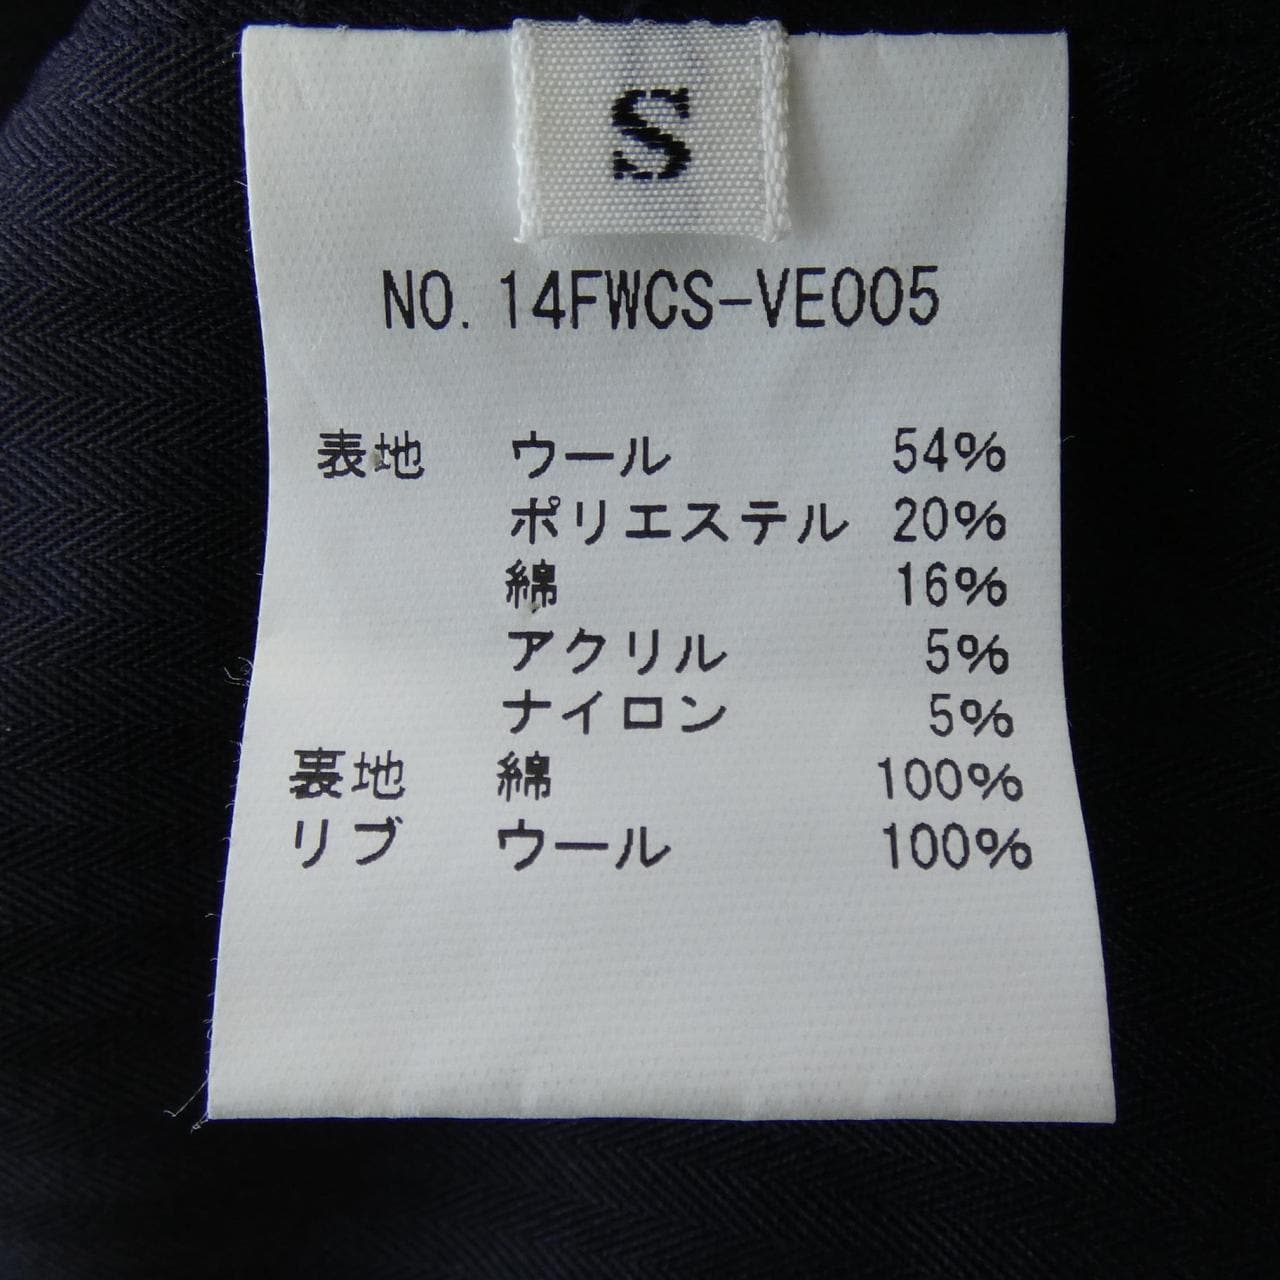 S
NO. 14FWCS-VE005
表地 ウール 54%
ポリエステル 20%
綿 16%
アクリル 5%
ナイロン 5%
裏地 綿 100%
リブ ウール 100%